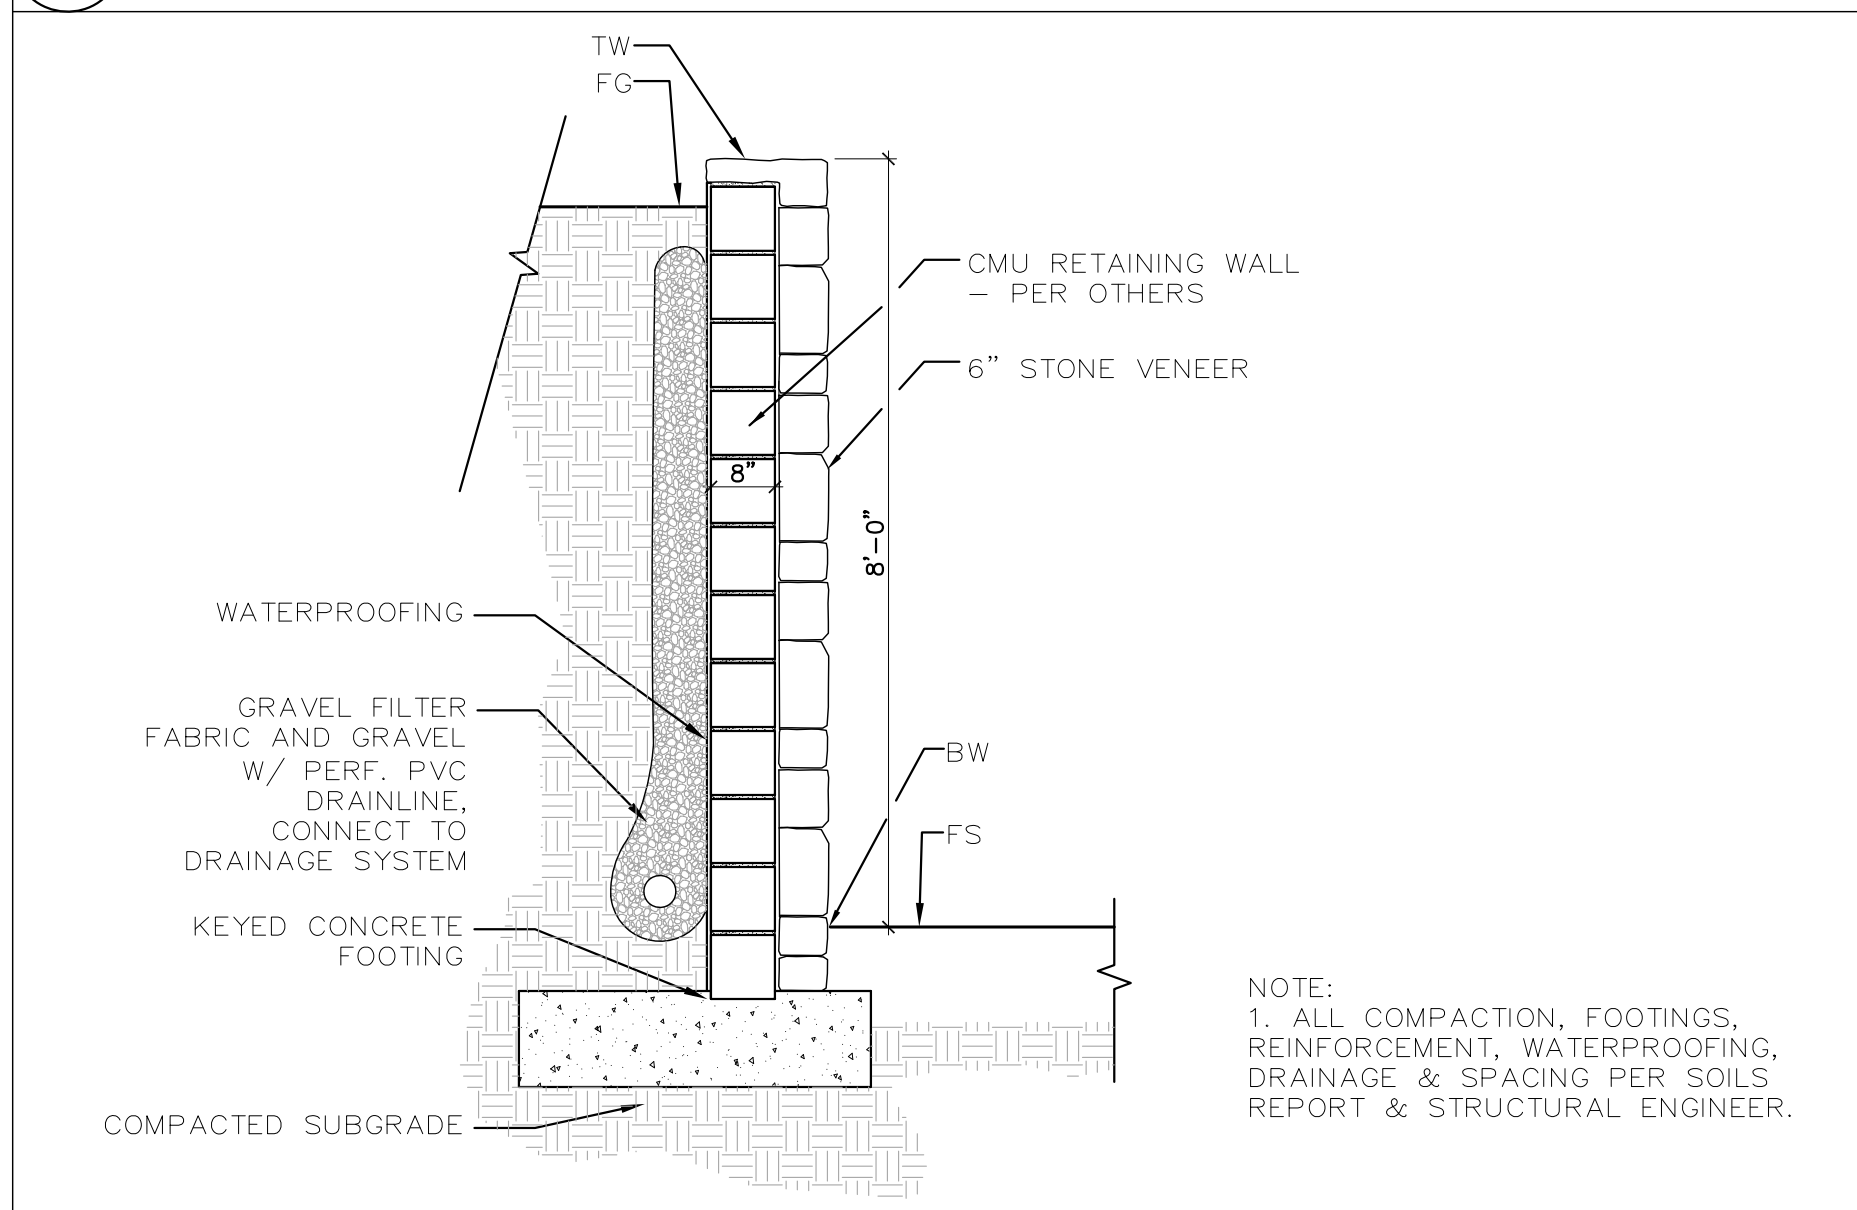 TW
FG
CMU RETAINING WALL
– PER OTHERS
6” STONE VENEER
8”
8’–0”
WATERPROOFING
GRAVEL FILTER
FABRIC AND GRAVEL
W/ PERF. PVC
DRAINLINE,
CONNECT TO
DRAINAGE SYSTEM
BW
FS
KEYED CONCRETE
FOOTING
COMPACTED SUBGRADE
NOTE:
1. ALL COMPACTION, FOOTINGS,
REINFORCEMENT, WATERPROOFING,
DRAINAGE & SPACING PER SOILS
REPORT & STRUCTURAL ENGINEER.